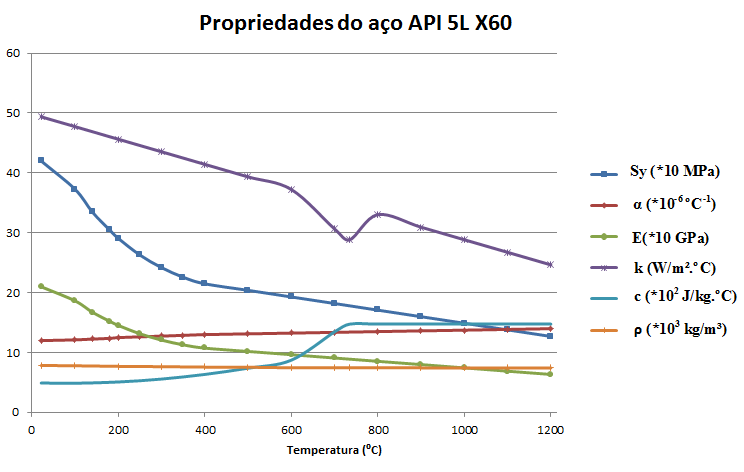 Propriedades do aço API 5L X60
60
50
40
30
20
10
0
0 200 400 600 800 1000 1200
Temperatura (⁰C)
Sy (*10 MPa)
α (*10⁻⁶ °C⁻¹)
E(*10 GPa)
k (W/m².°C)
c (*10² J/kg.°C)
ρ (*10³ kg/m³)